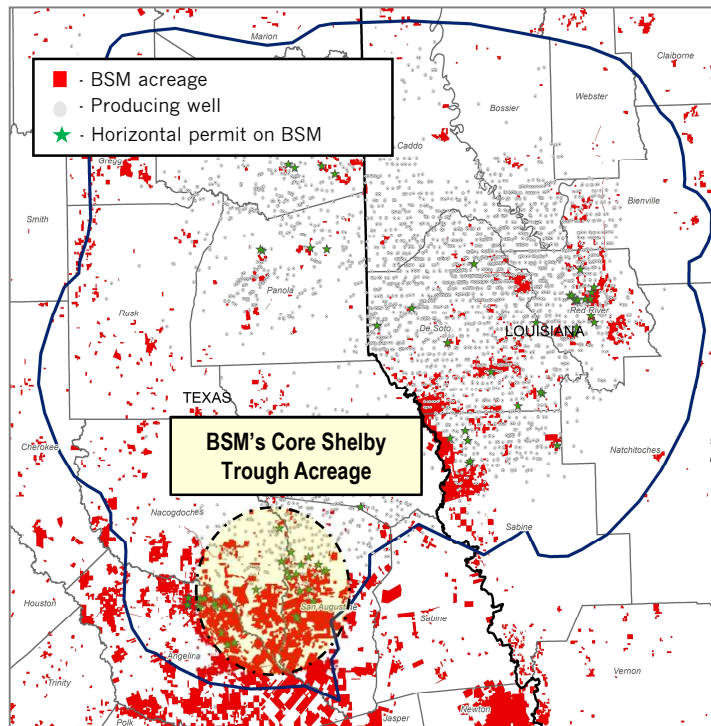 Marion
Claiborne
- BSM acreage
- Producing well
- Horizontal permit on BSM
Webster
Bossier
Caddo
Gregg
Bienville
Smith
Panola
Rusk
Red River
De Soto
LOUISIANA
TEXAS
BSM's Core Shelby
Trough Acreage
Cherokee
Natchitoches
Nacogdoches
Sabine
Houston
San Augustine
Sabine
Angelina
Vernon
Trinity
Newton
Polk
Jasper